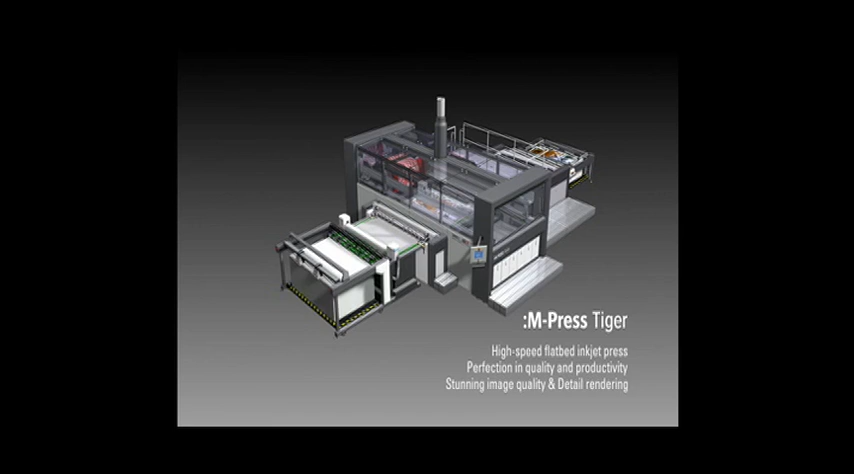 :M-Press Tiger
High-speed flatbed inkjet press
Perfection in quality and productivity
Stunning image quality & Detail rendering